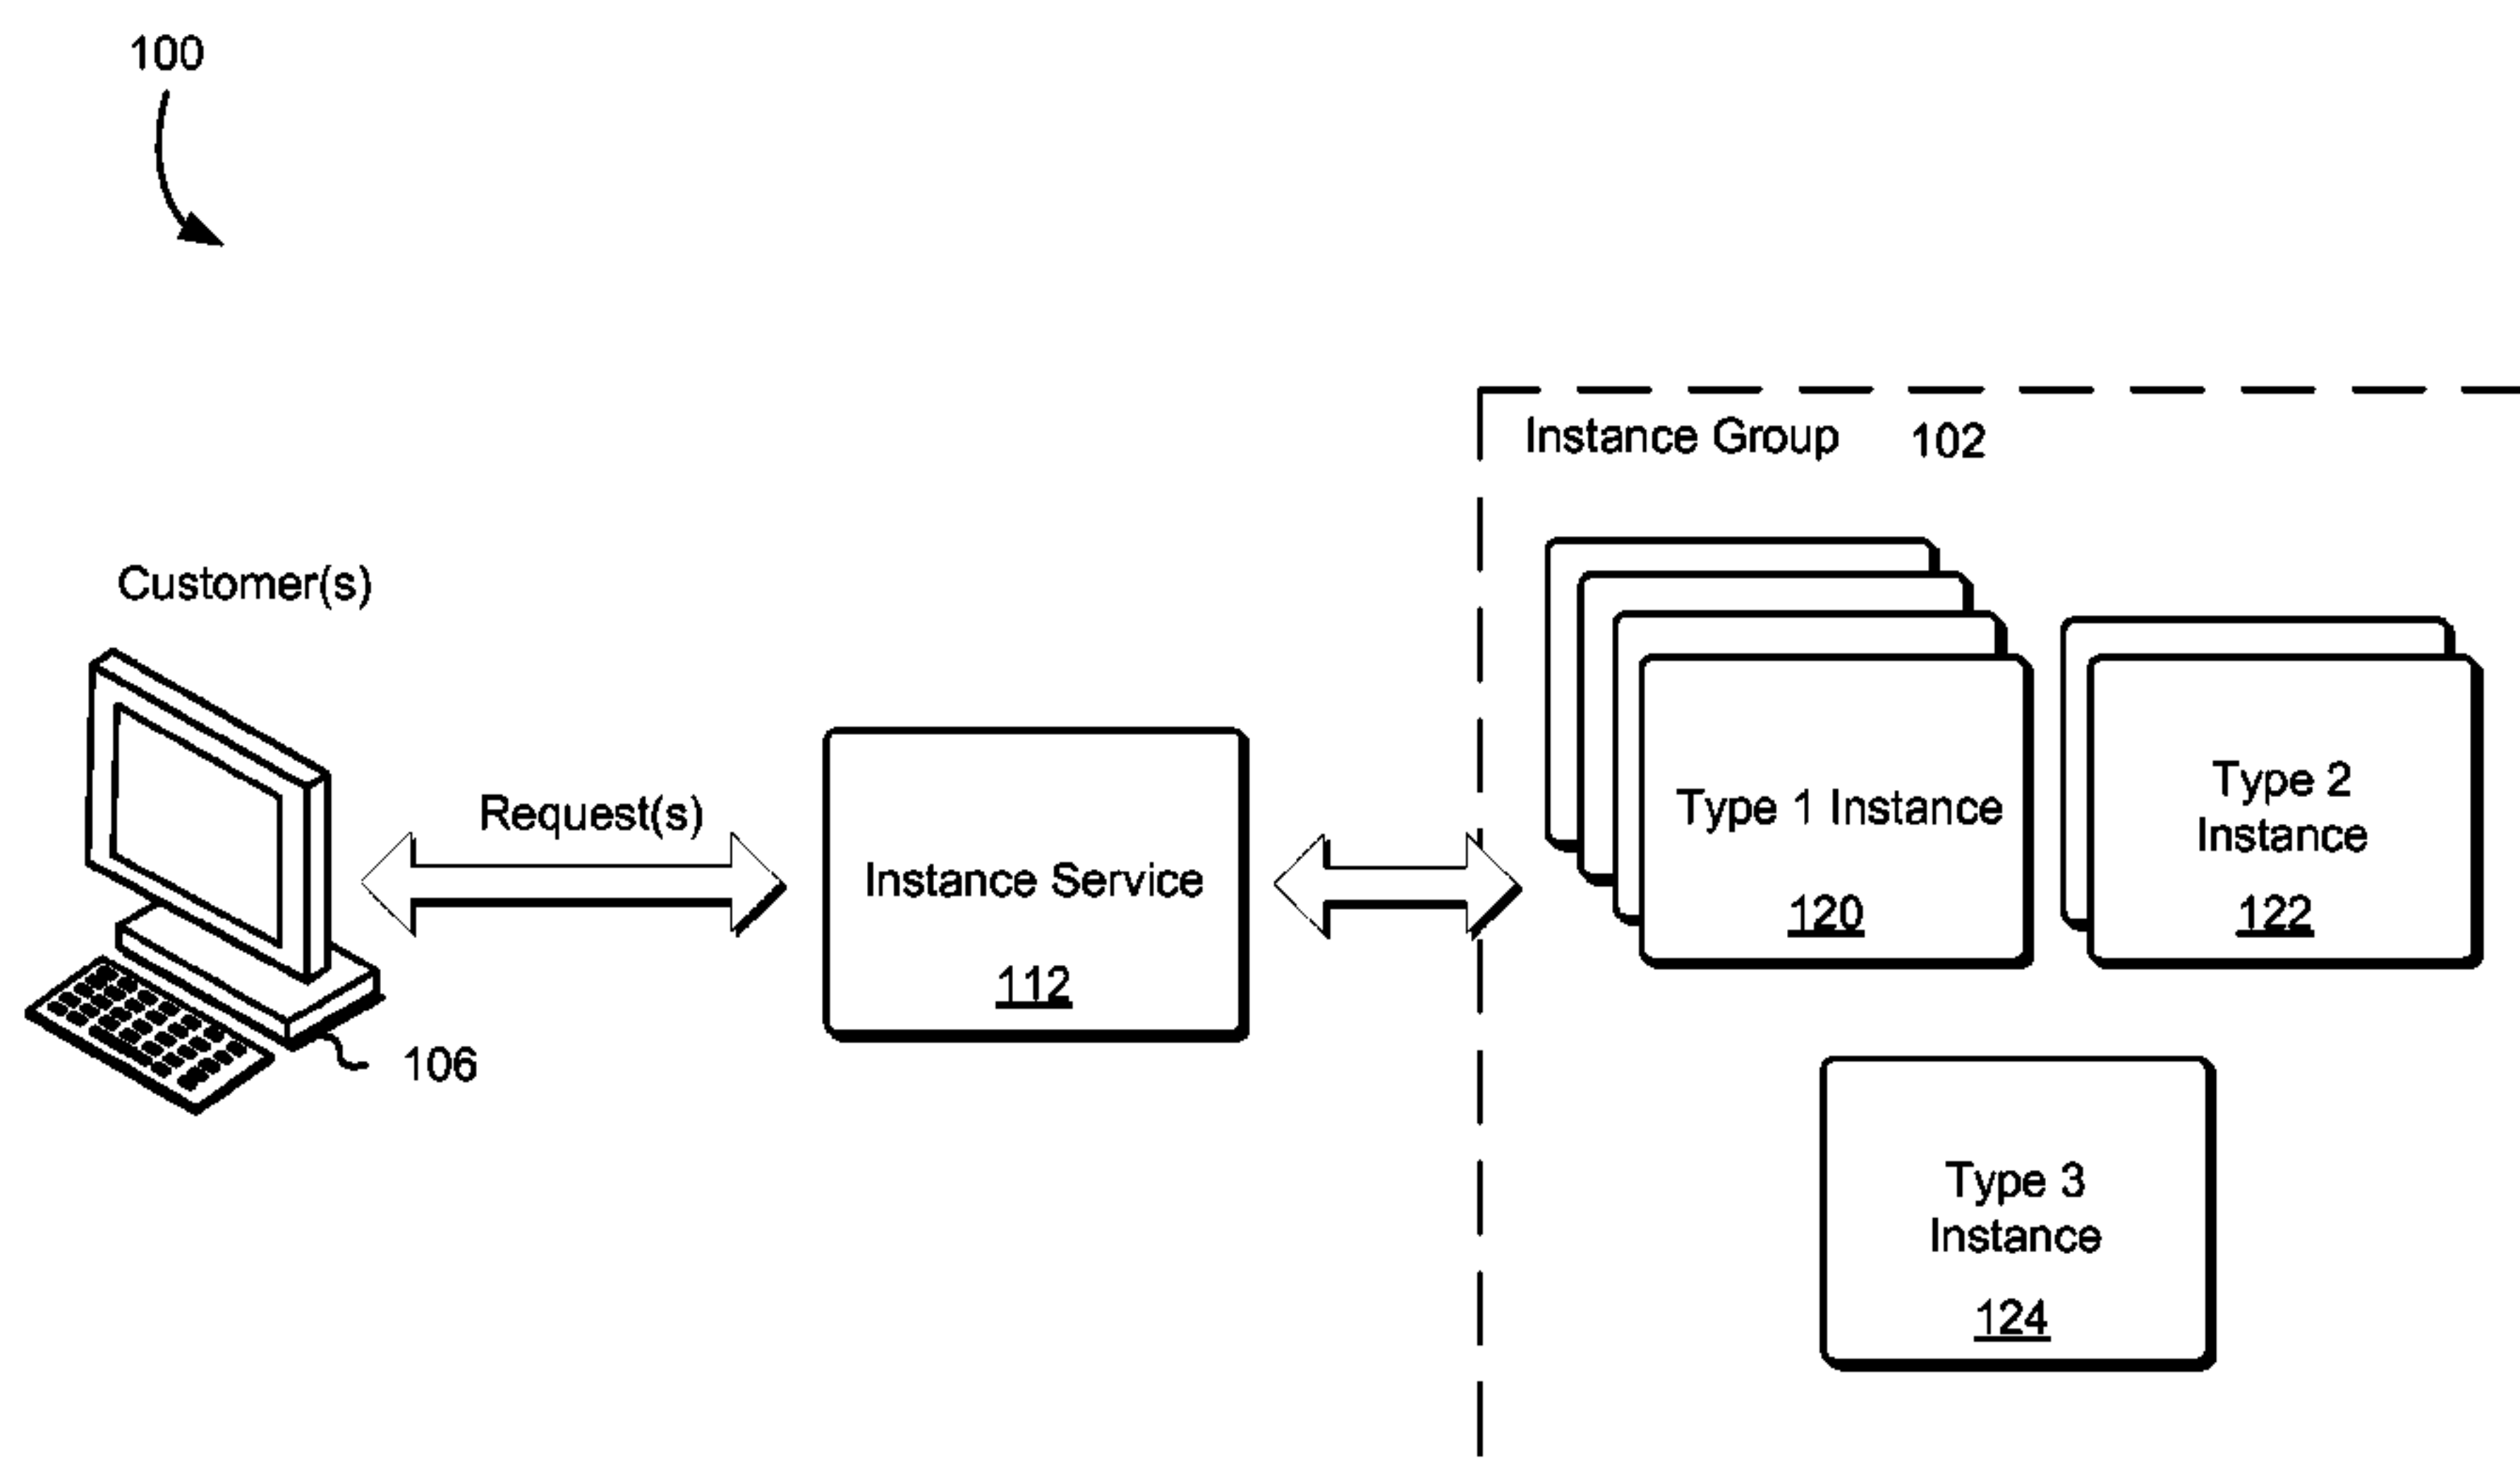 100
Instance Group 102
Customer(s)
Request(s)
Instance Service
112
Type 1 Instance
120
Type 2
Instance
122
106
Type 3
Instance
124